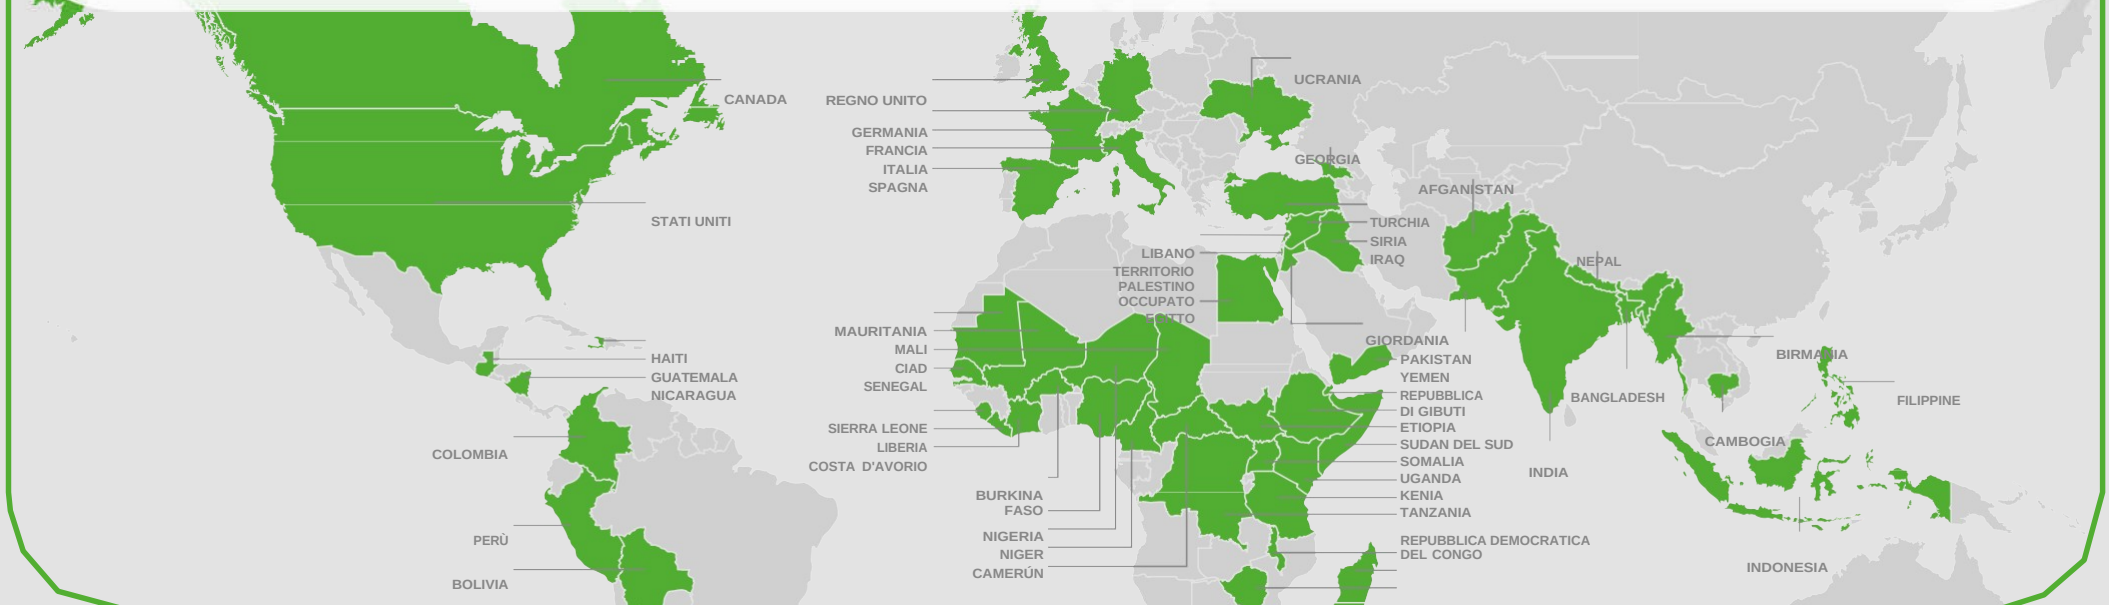 CANADA
STATI UNITI
HAITI
GUATEMALA
NICARAGUA
COLOMBIA
PERÙ
BOLIVIA
REGNO UNITO
GERMANIA
FRANCIA
ITALIA
SPAGNA
UCRANIA
GEORGIA
AFGANISTAN
TURCHIA
SIRIA
IRAQ
LIBANO
TERRITORIO
PALESTINO
OCCUPATO
EGITTO
NEPAL
MAURITANIA
MALI
CIAD
SENEGAL
SIERRA LEONE
LIBERIA
COSTA D'AVORIO
BURKINA
FASO
NIGERIA
NIGER
CAMERÚN
GIORDANIA
PAKISTAN
YEMEN
REPUBBLICA
DI GIBUTI
ETIOPIA
SUDAN DEL SUD
SOMALIA
UGANDA
KENIA
TANZANIA
REPUBBLICA DEMOCRATICA
DEL CONGO
BIRMANIA
BANGLADESH
FILIPPINE
CAMBOGIA
INDIA
INDONESIA